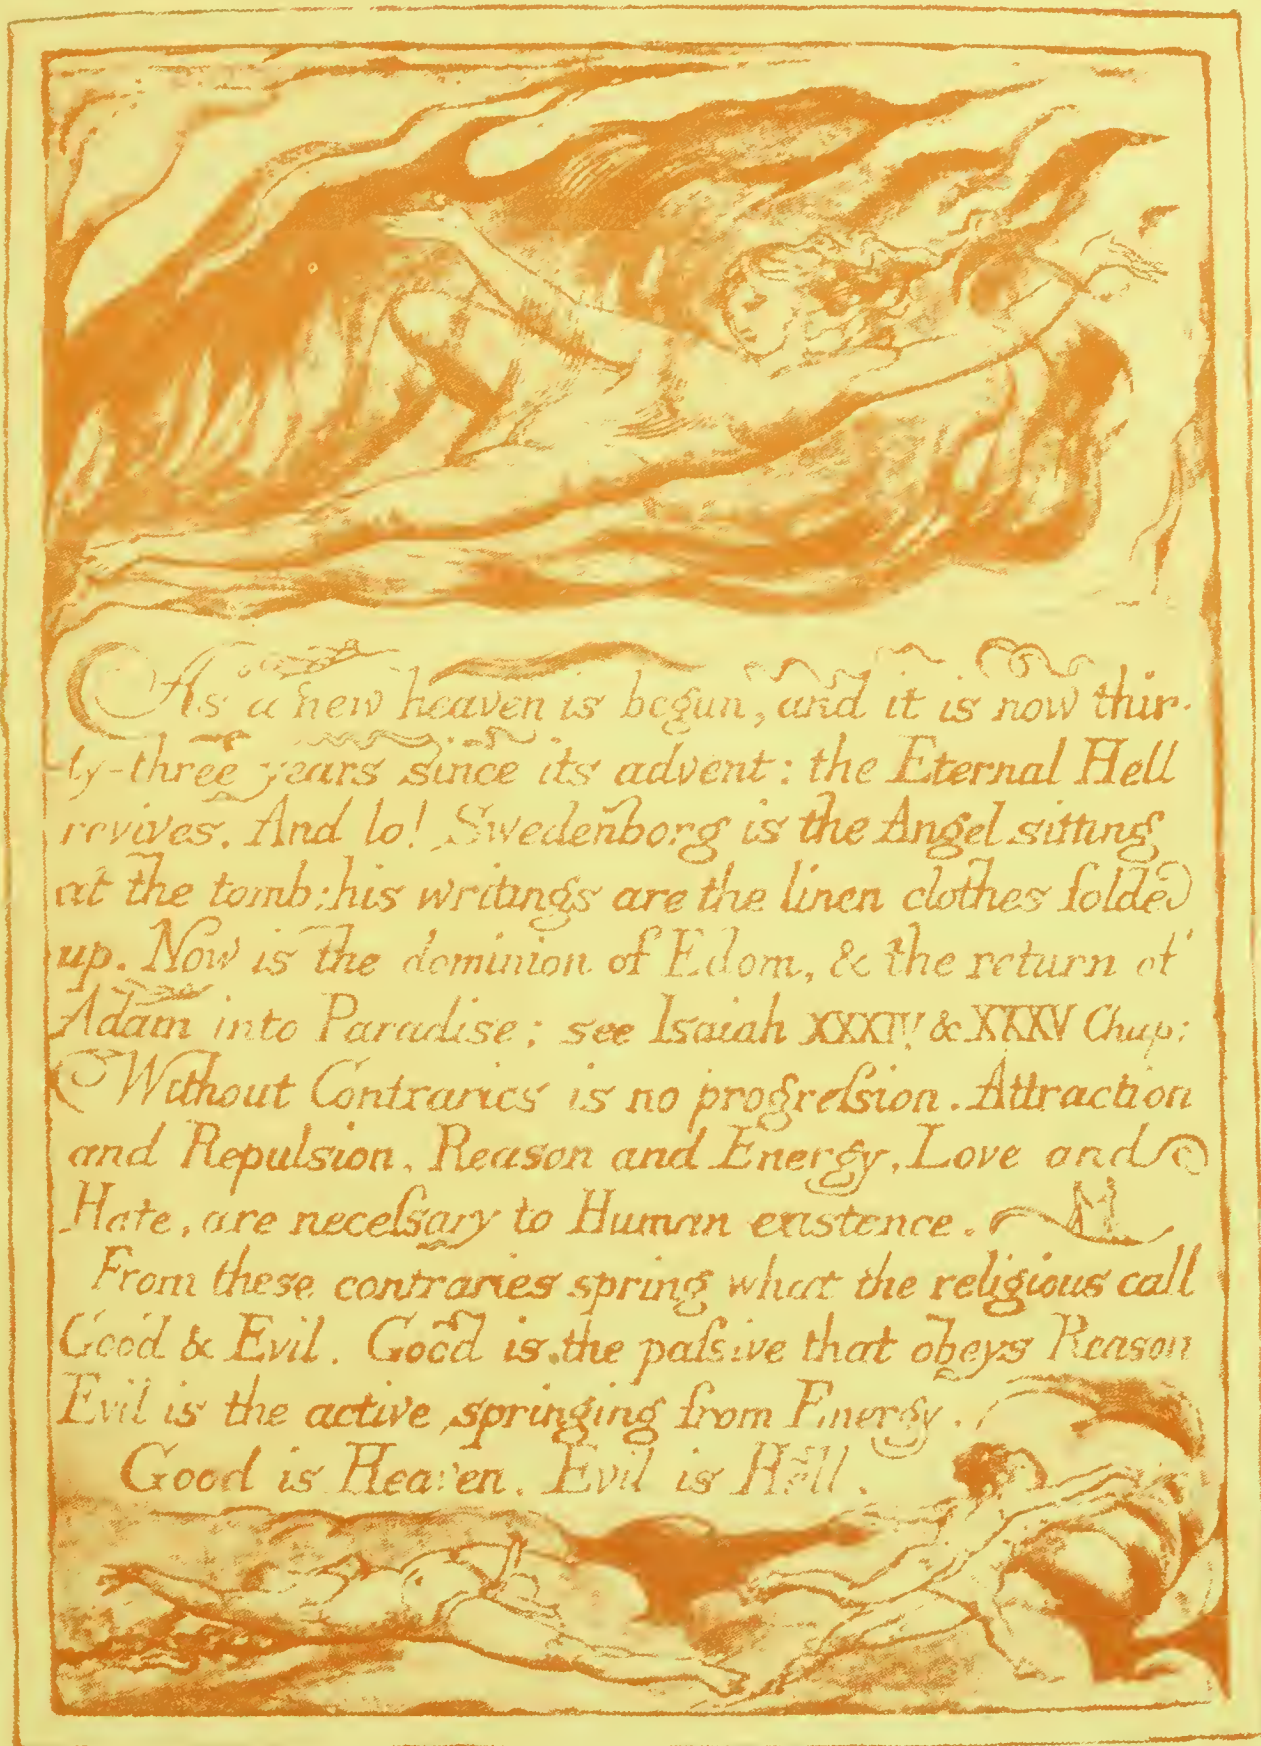 As a new heaven is begun, and it is now thir-
ty-three years since its advent: the Eternal Hell
revives. And lo! Swedenborg is the Angel sitting
at the tomb: his writings are the linen clothes folded
up. Now is the dominion of Edom, & the return of
Adam into Paradise; see Isaiah XXXIV & XXXV Chap:
Without Contraries is no progreſsion. Attraction
and Repulsion, Reason and Energy, Love and
Hate, are neceſsary to Human existence.
From these contraries spring what the religious call
Good & Evil. Good is the paſsive that obeys Reason
Evil is the active springing from Energy.
Good is Heaven. Evil is Hell.